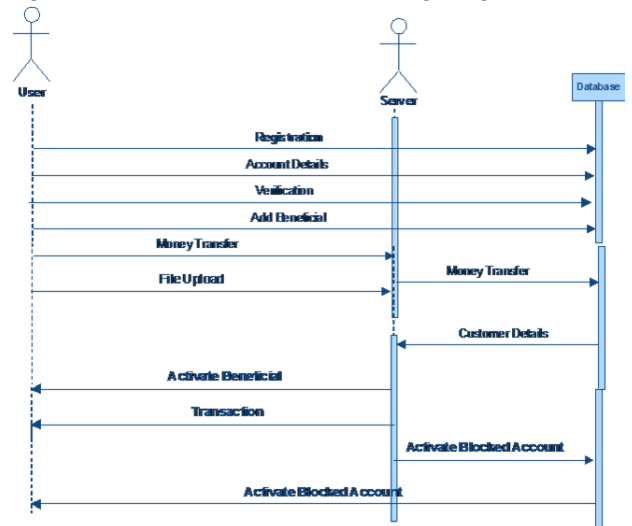 User
Server
Database
Registration
Account Details
Verification
Add Beneficial
Money Transfer
File Upload
Money Transfer
Customer Details
Activate Beneficial
Transaction
Activate Blocked Account
Activate Blocked Account